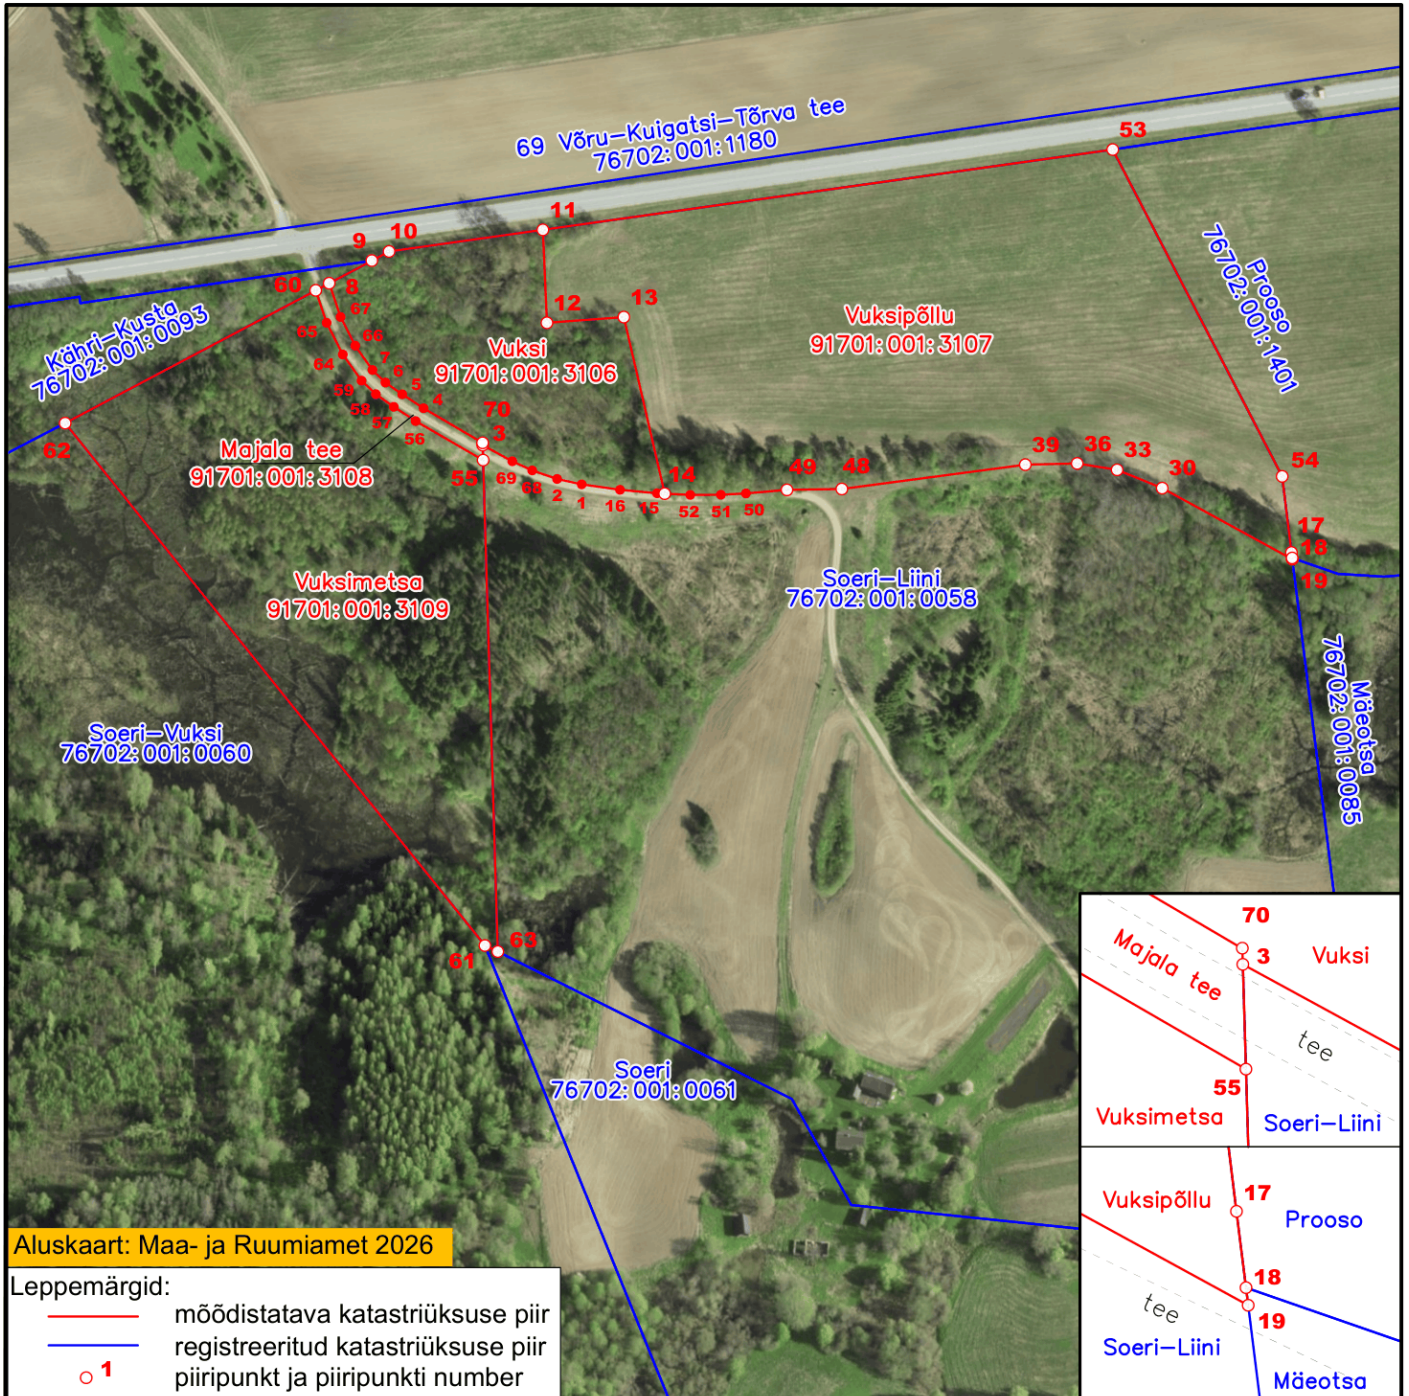 69 Võru-Kuigatsi-Tõrva tee
76702:001:1180
53
11
10
9
8
60
67
65
66
64
7
6
59
5
58
4
57
56
12
13
Vuksi
91701:001:3106
Vuksipõllu
91701:001:3107
Prooso
76702:001:1401
Kähri-Kusta
76702:001:0093
62
Majala tee
91701:001:3108
70
3
55
69
68
2
1
16
15
14
52
51
50
49
48
39
36
33
30
54
17
18
19
Vuksimetsa
91701:001:3109
Soeri-Liini
76702:001:0058
Mäeotsa
76702:001:0085
Soeri-Vuksi
76702:001:0060
61
63
Soeri
76702:001:0061
70
3
Vuksi
Majala tee
tee
55
Vuksimetsa
Soeri-Liini
17
Vuksipõllu
Prooso
18
19
tee
Soeri-Liini
Mäeotsa
Aluskaart: Maa- ja Ruumiamet 2026
Leppemärgid:
mõõdistatava katastriüksuse piir
registreeritud katastriüksuse piir
1
piiripunkt ja piiripunkti number